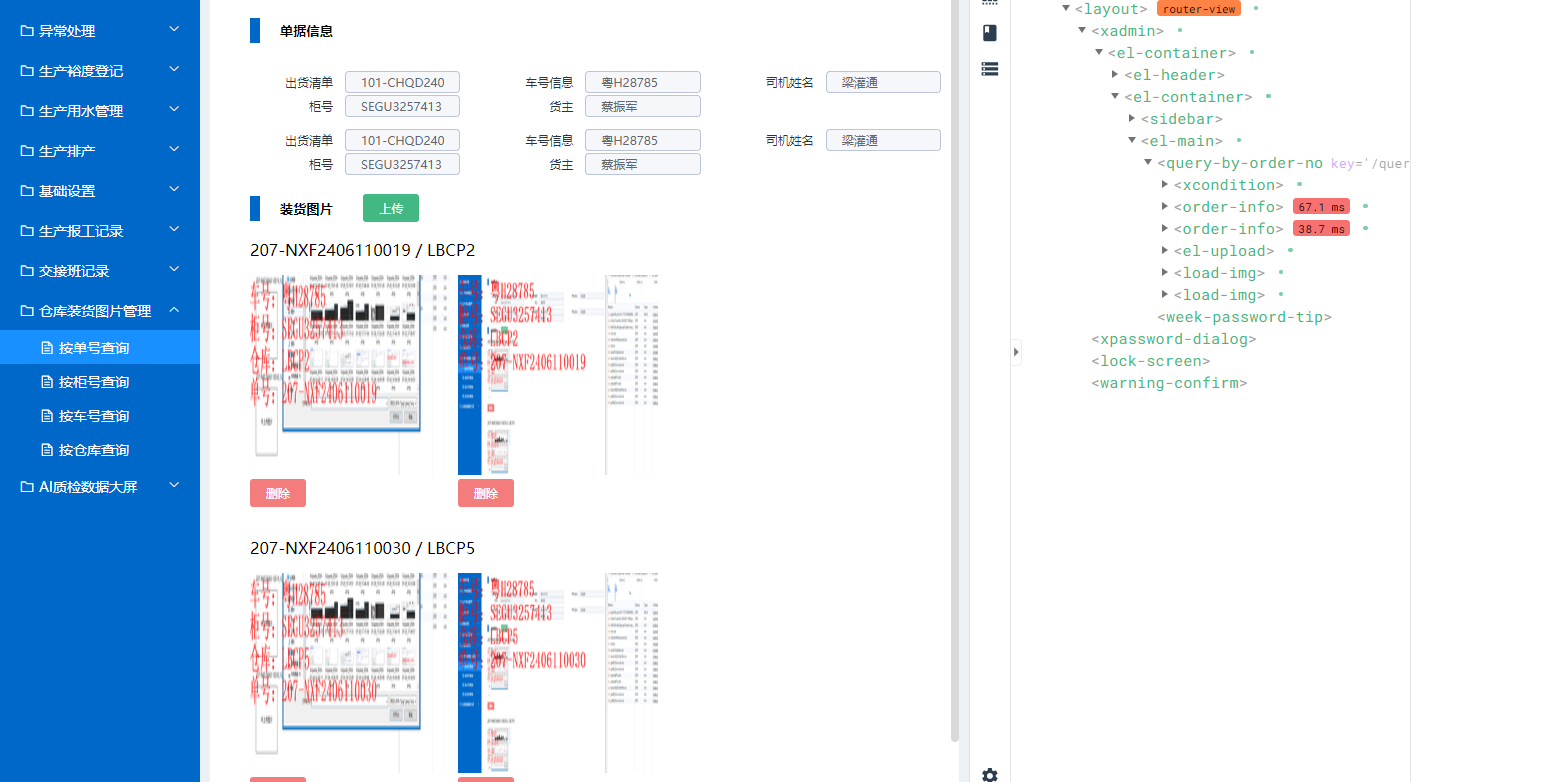 异常处理
生产裕度登记
生产用水管理
生产排产
基础设置
生产报工记录
交接班记录
仓库装货图片管理
按单号查询
按柜号查询
按车号查询
按仓库查询
AI质检数据大屏
单据信息
出货清单 101-CHQD240 车号信息 粤H28785 司机姓名 梁灌通
柜号 SEGU3257413 货主 蔡振军
出货清单 101-CHQD240 车号信息 粤H28785 司机姓名 梁灌通
柜号 SEGU3257413 货主 蔡振军
装货图片 上传
207-NXF2406110019 / LBCP2
车号: 粤H28785
柜号: SEGU3257413
仓库: LBCP2
单号: 207-NXF2406110019
粤H28785
SEGU3257413
LBCP2
207-NXF2406110019
删除 删除
207-NXF2406110030 / LBCP5
车号: 粤H28785
柜号: SEGU3257413
仓库: LBCP5
单号: 207-NXF2406110030
粤H28785
SEGU3257413
LBCP5
207-NXF2406110030
<layout> router-view
<xadmin>
<el-container>
<el-header>
<el-container>
<sidebar>
<el-main>
<query-by-order-no key='/quer
<xcondition>
<order-info> 67.1 ms
<order-info> 38.7 ms
<el-upload>
<load-img>
<load-img>
<week-password-tip>
<xpassword-dialog>
<lock-screen>
<warning-confirm>